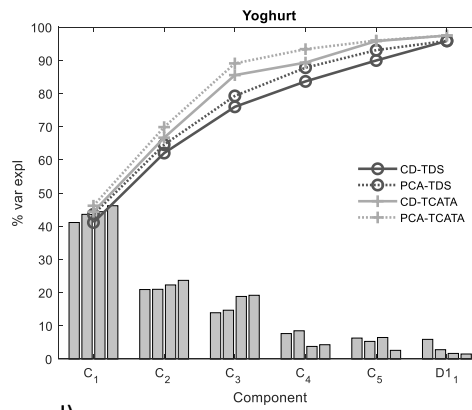 Yoghurt
100
90
80
70
60
50
40
30
20
10
0
% var expl
CD-TDS
PCA-TDS
CD-TCATA
PCA-TCATA
C₁ C₂ C₃ C₄ C₅ D1₁
Component